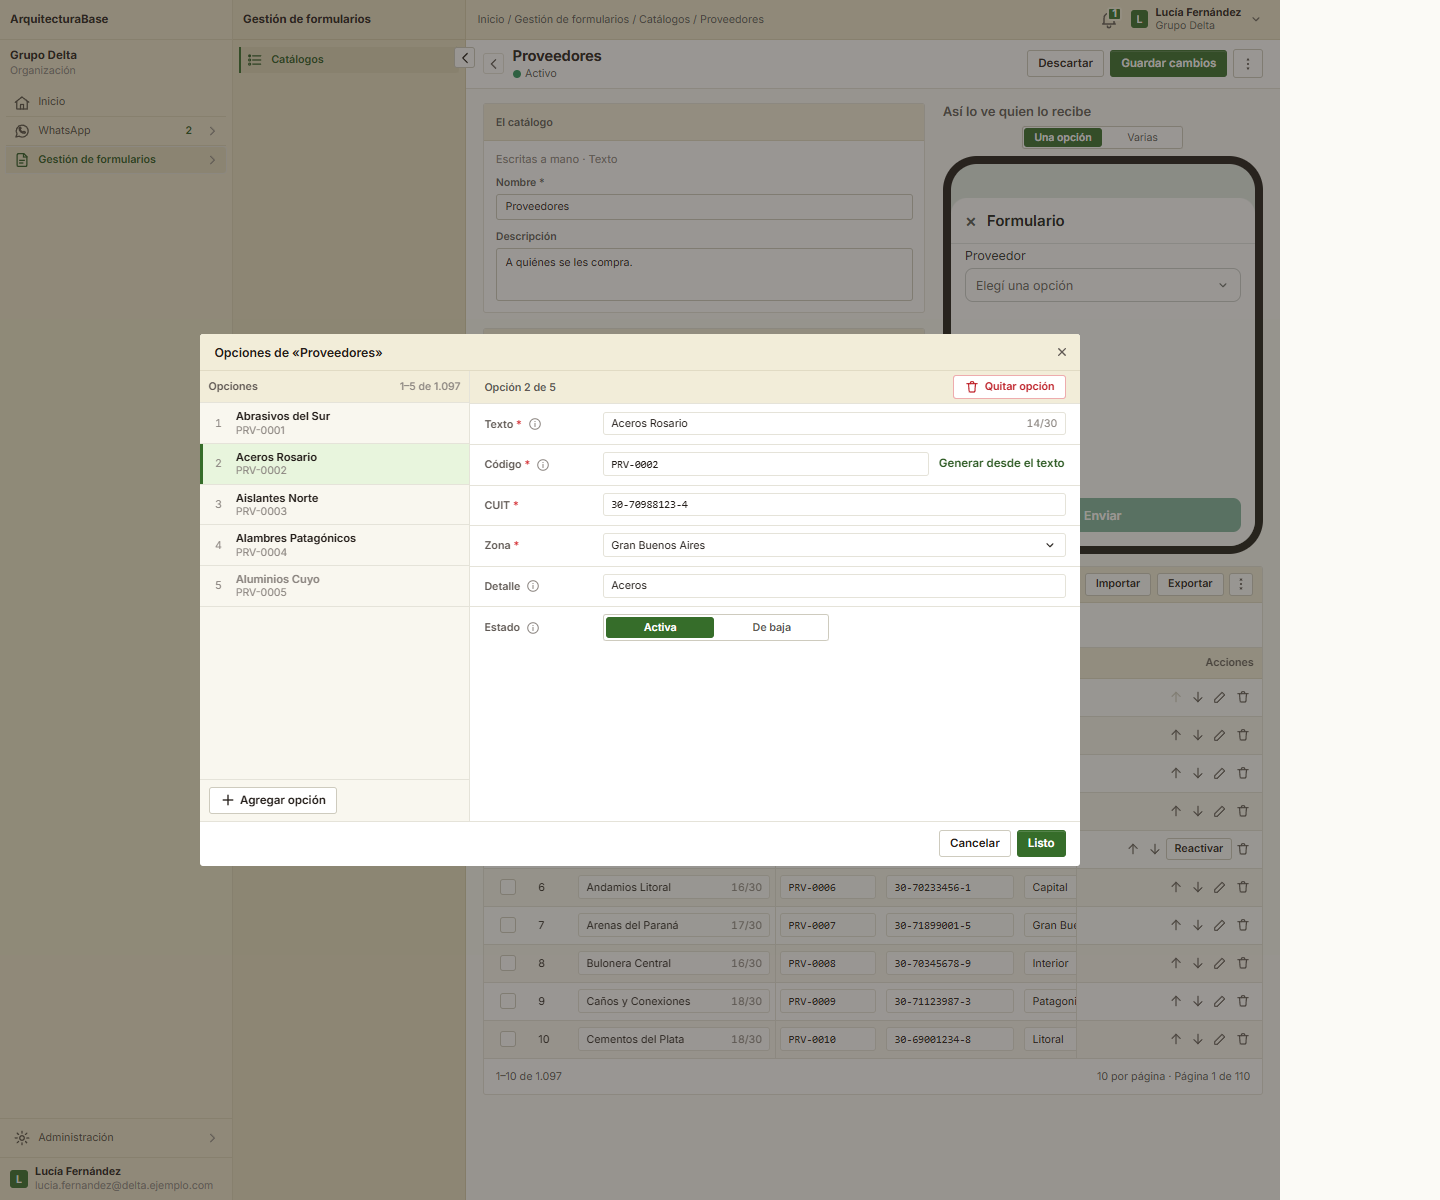 ArquitecturaBase
Grupo Delta
Organización
Inicio
WhatsApp 2
Gestión de formularios
Administración
L Lucía Fernández
lucia.fernandez@delta.ejemplo.com
Gestión de formularios
Catálogos
Inicio / Gestión de formularios / Catálogos / Proveedores
1
L Lucía Fernández
Grupo Delta
Proveedores
Activo
Descartar
Guardar cambios
El catálogo
Escritas a mano · Texto
Nombre *
Proveedores
Descripción
A quiénes se les compra.
Así lo ve quien lo recibe
Una opción Varias
Formulario
Proveedor
Elegí una opción
Enviar
Opciones de «Proveedores»
Opciones 1–5 de 1.097
1 Abrasivos del Sur
PRV-0001
2 Aceros Rosario
PRV-0002
3 Aislantes Norte
PRV-0003
4 Alambres Patagónicos
PRV-0004
5 Aluminios Cuyo
PRV-0005
Agregar opción
Opción 2 de 5
Quitar opción
Texto * Aceros Rosario 14/30
Código * PRV-0002 Generar desde el texto
CUIT * 30-70988123-4
Zona * Gran Buenos Aires
Detalle Aceros
Estado Activa De baja
Cancelar Listo
Importar Exportar
Acciones
Reactivar
6 Andamios Litoral 16/30 PRV-0006 30-70233456-1 Capital
7 Arenas del Paraná 17/30 PRV-0007 30-71899001-5 Gran Bue
8 Bulonera Central 16/30 PRV-0008 30-70345678-9 Interior
9 Caños y Conexiones 18/30 PRV-0009 30-71123987-3 Patagoni
10 Cementos del Plata 18/30 PRV-0010 30-69001234-8 Litoral
1–10 de 1.097
10 por página · Página 1 de 110